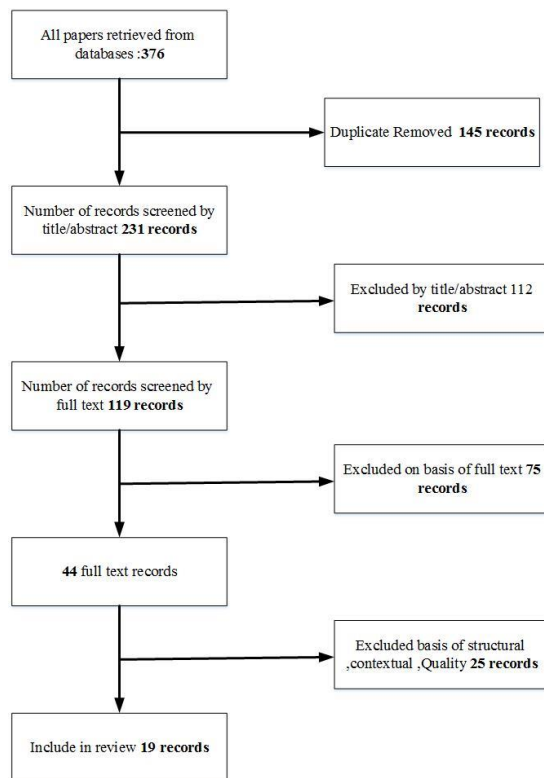 All papers retrieved from
databases :376
Duplicate Removed 145 records
Number of records screened by
title/abstract 231 records
Excluded by title/abstract 112
records
Number of records screened by
full text 119 records
Excluded on basis of full text 75
records
44 full text records
Excluded basis of structural
,contextual ,Quality 25 records
Include in review 19 records